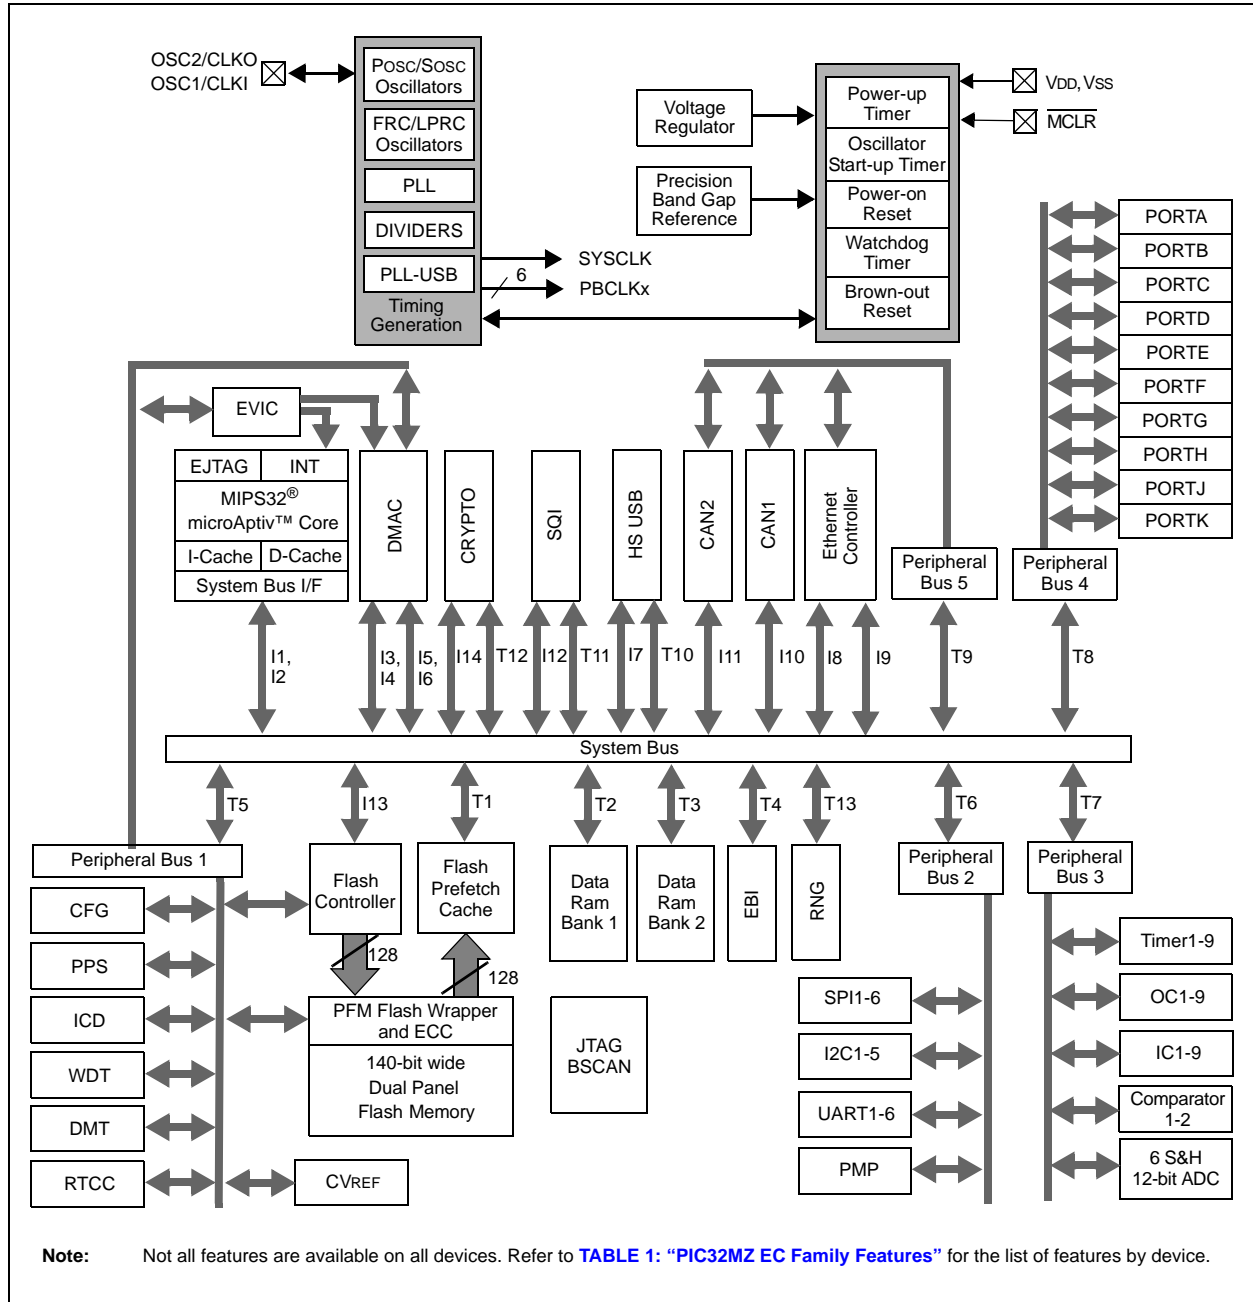 OSC2/CLKO
OSC1/CLKI
POSC/SOSC
Oscillators
FRC/LPRC
Oscillators
PLL
DIVIDERS
PLL-USB
Timing
Generation
6
SYSCLK
PBCLKx
Voltage
Regulator
Precision
Band Gap
Reference
Power-up
Timer
Oscillator
Start-up Timer
Power-on
Reset
Watchdog
Timer
Brown-out
Reset
VDD, VSS
MCLR
PORTA
PORTB
PORTC
PORTD
PORTE
PORTF
PORTG
PORTH
PORTJ
PORTK
EVIC
EJTAG
INT
MIPS32®
microAptiv™ Core
I-Cache
D-Cache
System Bus I/F
DMAC
CRYPTO
SQI
HS USB
CAN2
CAN1
Ethernet
Controller
Peripheral
Bus 5
Peripheral
Bus 4
I1,
I2
I3,
I4
I5,
I6
I14
T12
I12
T11
I7
T10
I11
I10
I8
I9
T9
T8
System Bus
T5
I13
T1
T2
T3
T4
T13
T6
T7
Peripheral Bus 1
Flash
Controller
Flash
Prefetch
Cache
Data
Ram
Bank 1
Data
Ram
Bank 2
EBI
RNG
Peripheral
Bus 2
Peripheral
Bus 3
CFG
PPS
ICD
WDT
DMT
RTCC
128
128
PFM Flash Wrapper
and ECC
140-bit wide
Dual Panel
Flash Memory
CVREF
JTAG
BSCAN
SPI1-6
I2C1-5
UART1-6
PMP
Timer1-9
OC1-9
IC1-9
Comparator
1-2
6 S&H
12-bit ADC
Note: Not all features are available on all devices. Refer to TABLE 1: “PIC32MZ EC Family Features” for the list of features by device.